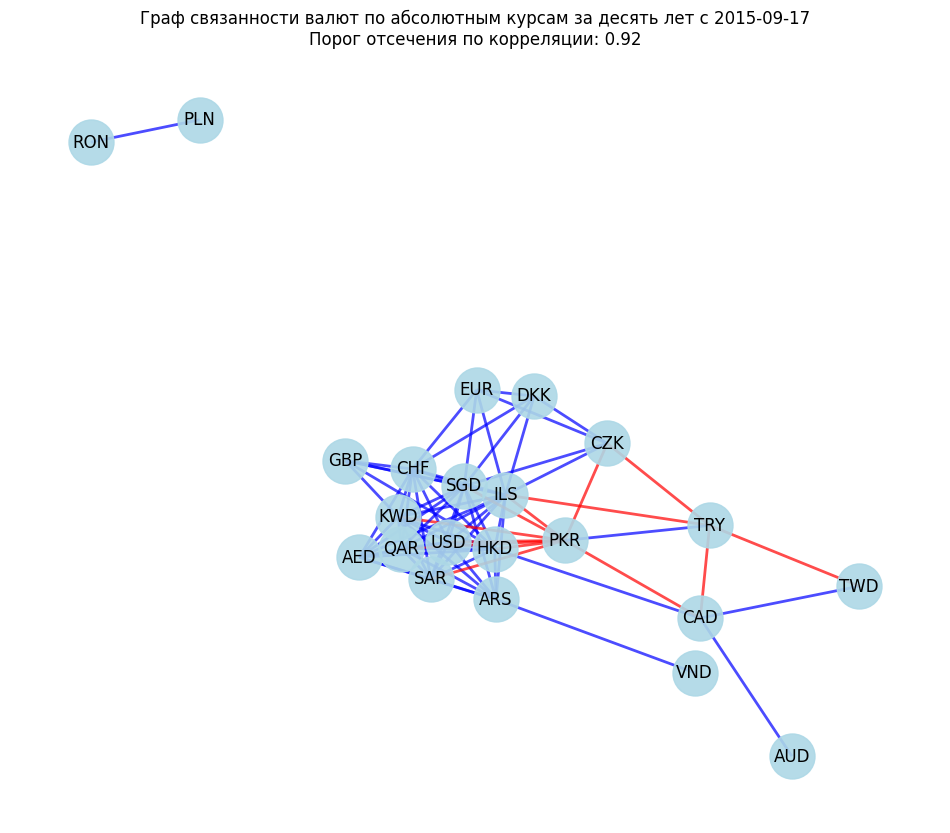 Граф связанности валют по абсолютным курсам за десять лет с 2015-09-17
Порог отсечения по корреляции: 0.92
PLN
RON
EUR
DKK
CZK
GBP
CHF
SGD
ILS
KWD
TRY
PKR
USD
QAR
HKD
AED
SAR
TWD
ARS
CAD
VND
AUD